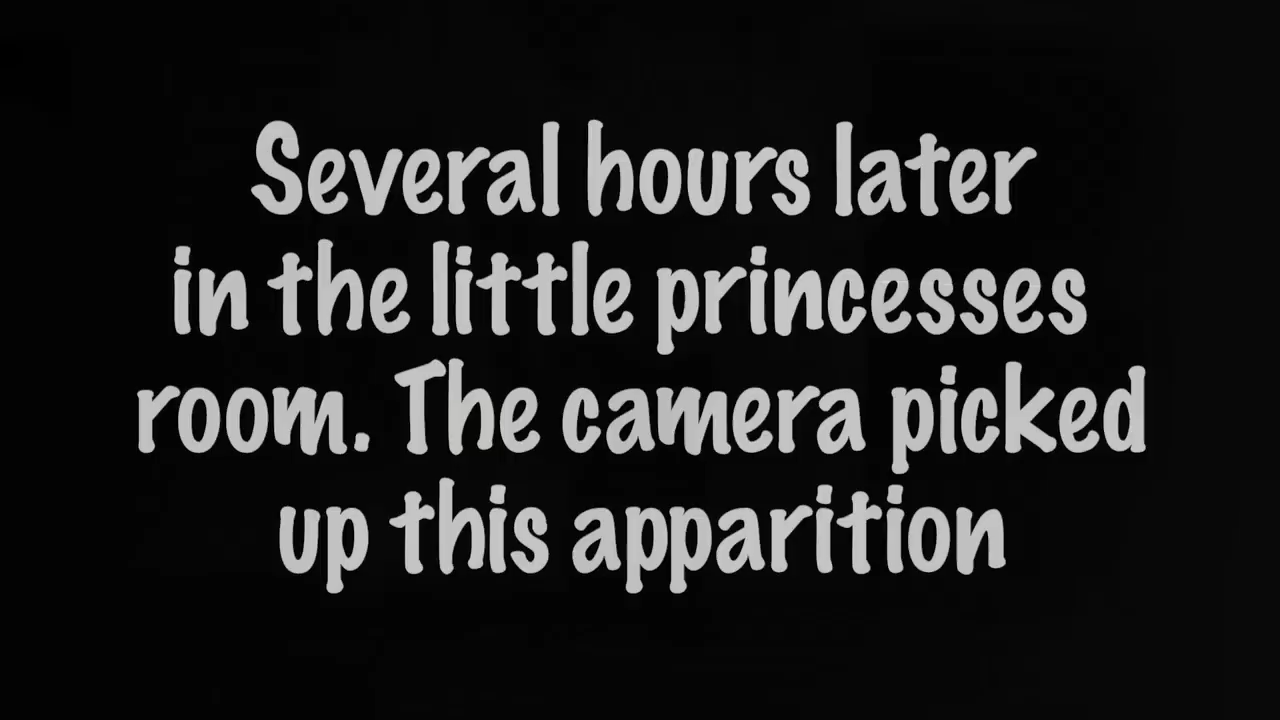 Several hours later
in the little princesses
room. The camera picked
up this apparition